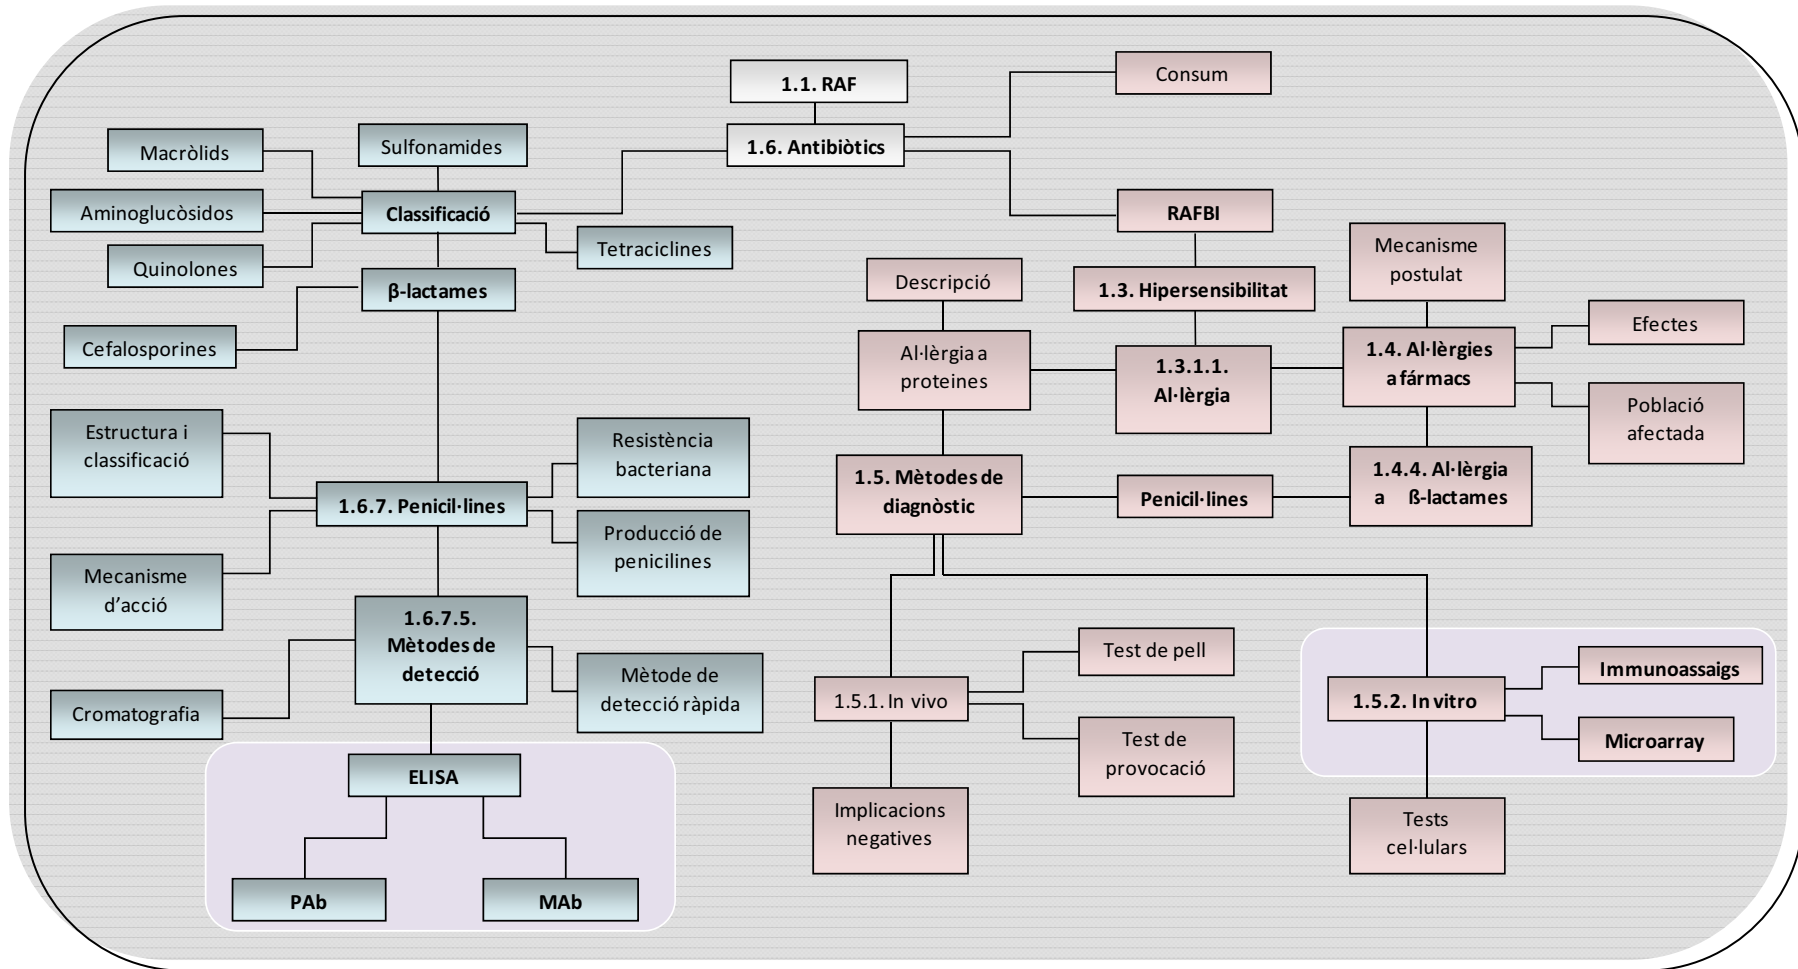 1.1. RAF
Consum
1.6. Antibiòtics
Macròlids
Sulfonamides
Aminoglucòsidos
Classificació
RAFBI
Quinolones
Tetraciclines
Mecanisme
postulat
β-lactames
Descripció
1.3. Hipersensibilitat
Cefalosporines
Al·lèrgia a
proteines
1.3.1.1.
Al·lèrgia
1.4. Al·lèrgies
a fármacs
Efectes
Població
afectada
Estructura i
classificació
Resistència
bacteriana
1.5. Mètodes de
diagnòstic
Penicil·lines
1.4.4. Al·lèrgia
a ß-lactames
1.6.7. Penicil·lines
Producció de
penicilines
Mecanisme
d'acció
1.6.7.5.
Mètodes de
detecció
Cromatografia
Mètode de
detecció ràpida
Test de pell
1.5.1. In vivo
Test de
provocació
Immunoassaigs
1.5.2. In vitro
Microarray
ELISA
Implicacions
negatives
Tests
cel·lulars
PAb
MAb